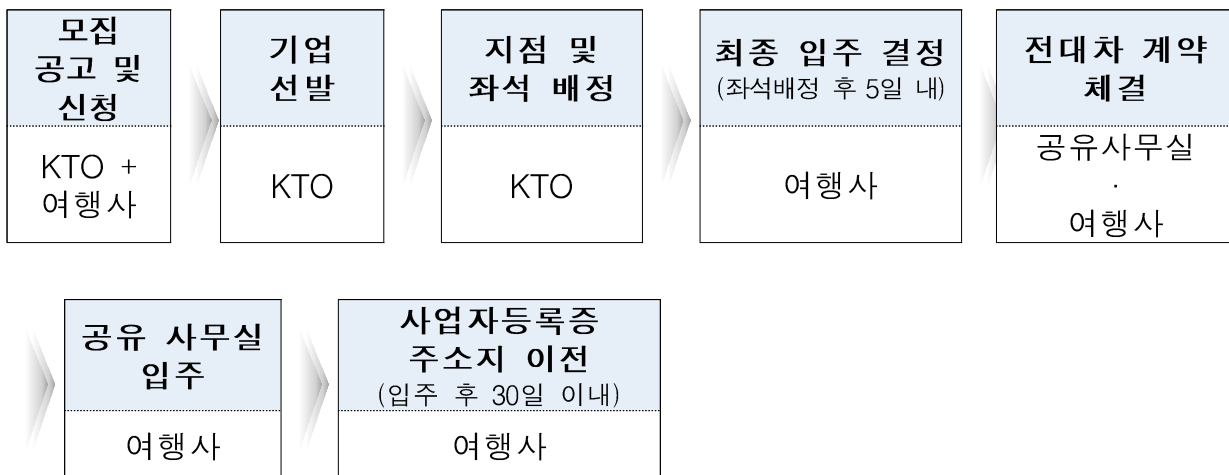 모집
공고 및
신청
KTO +
여행사
기업
선발
KTO
지점 및
좌석 배정
KTO
최종 입주 결정
(좌석배정 후 5일 내)
여행사
전대차 계약
체결
공유사무실
·
여행사
공유 사무실
입주
여행사
사업자등록증
주소지 이전
(입주 후 30일 이내)
여행사